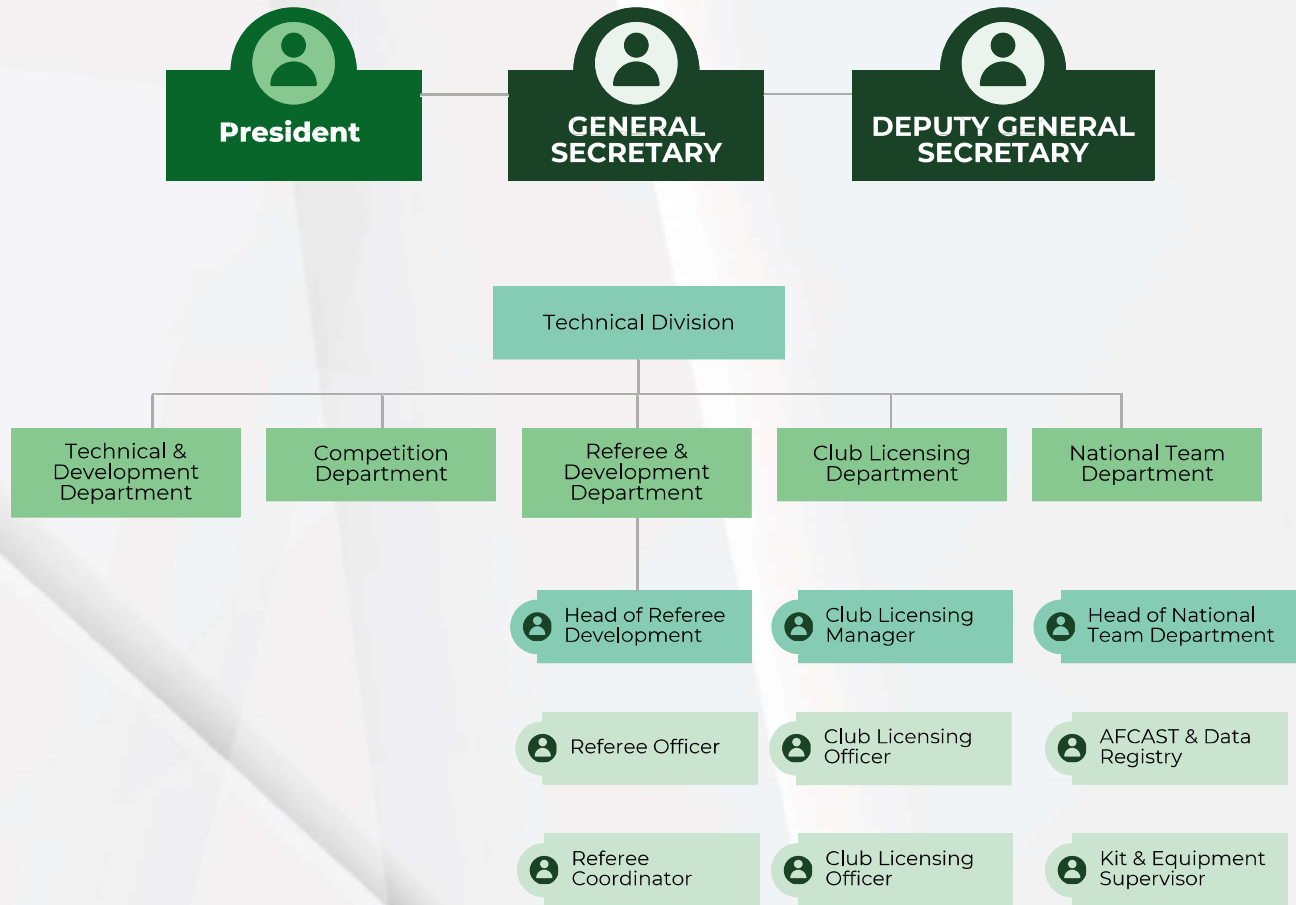 President
GENERAL
SECRETARY
DEPUTY GENERAL
SECRETARY
Technical Division
Technical &
Development
Department
Competition
Department
Referee &
Development
Department
Club Licensing
Department
National Team
Department
Head of Referee
Development
Club Licensing
Manager
Head of National
Team Department
Referee Officer
Club Licensing
Officer
AFCAST & Data
Registry
Referee
Coordinator
Club Licensing
Officer
Kit & Equipment
Supervisor